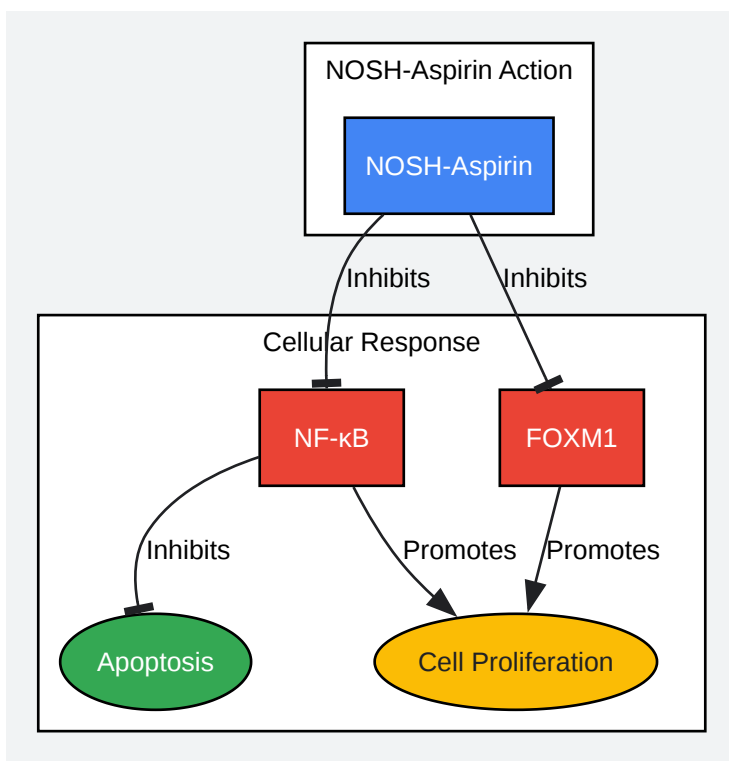 NOSH-Aspirin Action
NOSH-Aspirin
Inhibits
Inhibits
Cellular Response
NF-κB
FOXM1
Inhibits
Promotes
Promotes
Apoptosis
Cell Proliferation